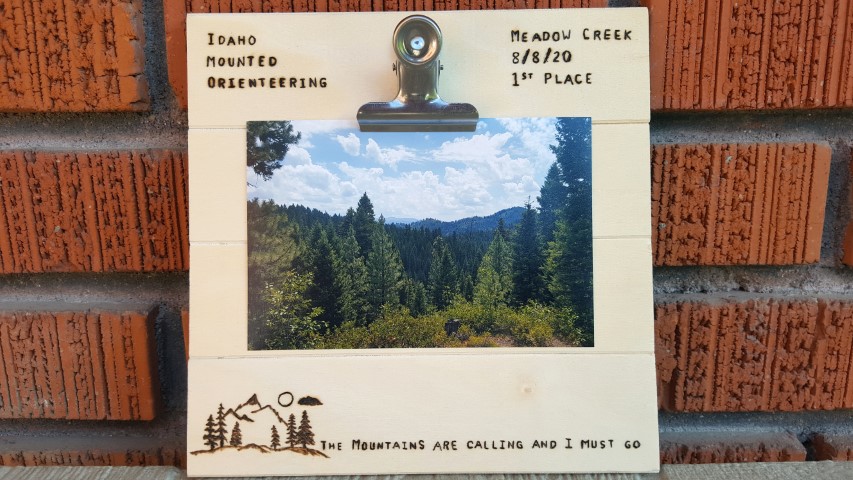 Idaho
Mounted
Orienteering
Meadow Creek
8/8/20
1st Place
The Mountains are calling and I must go